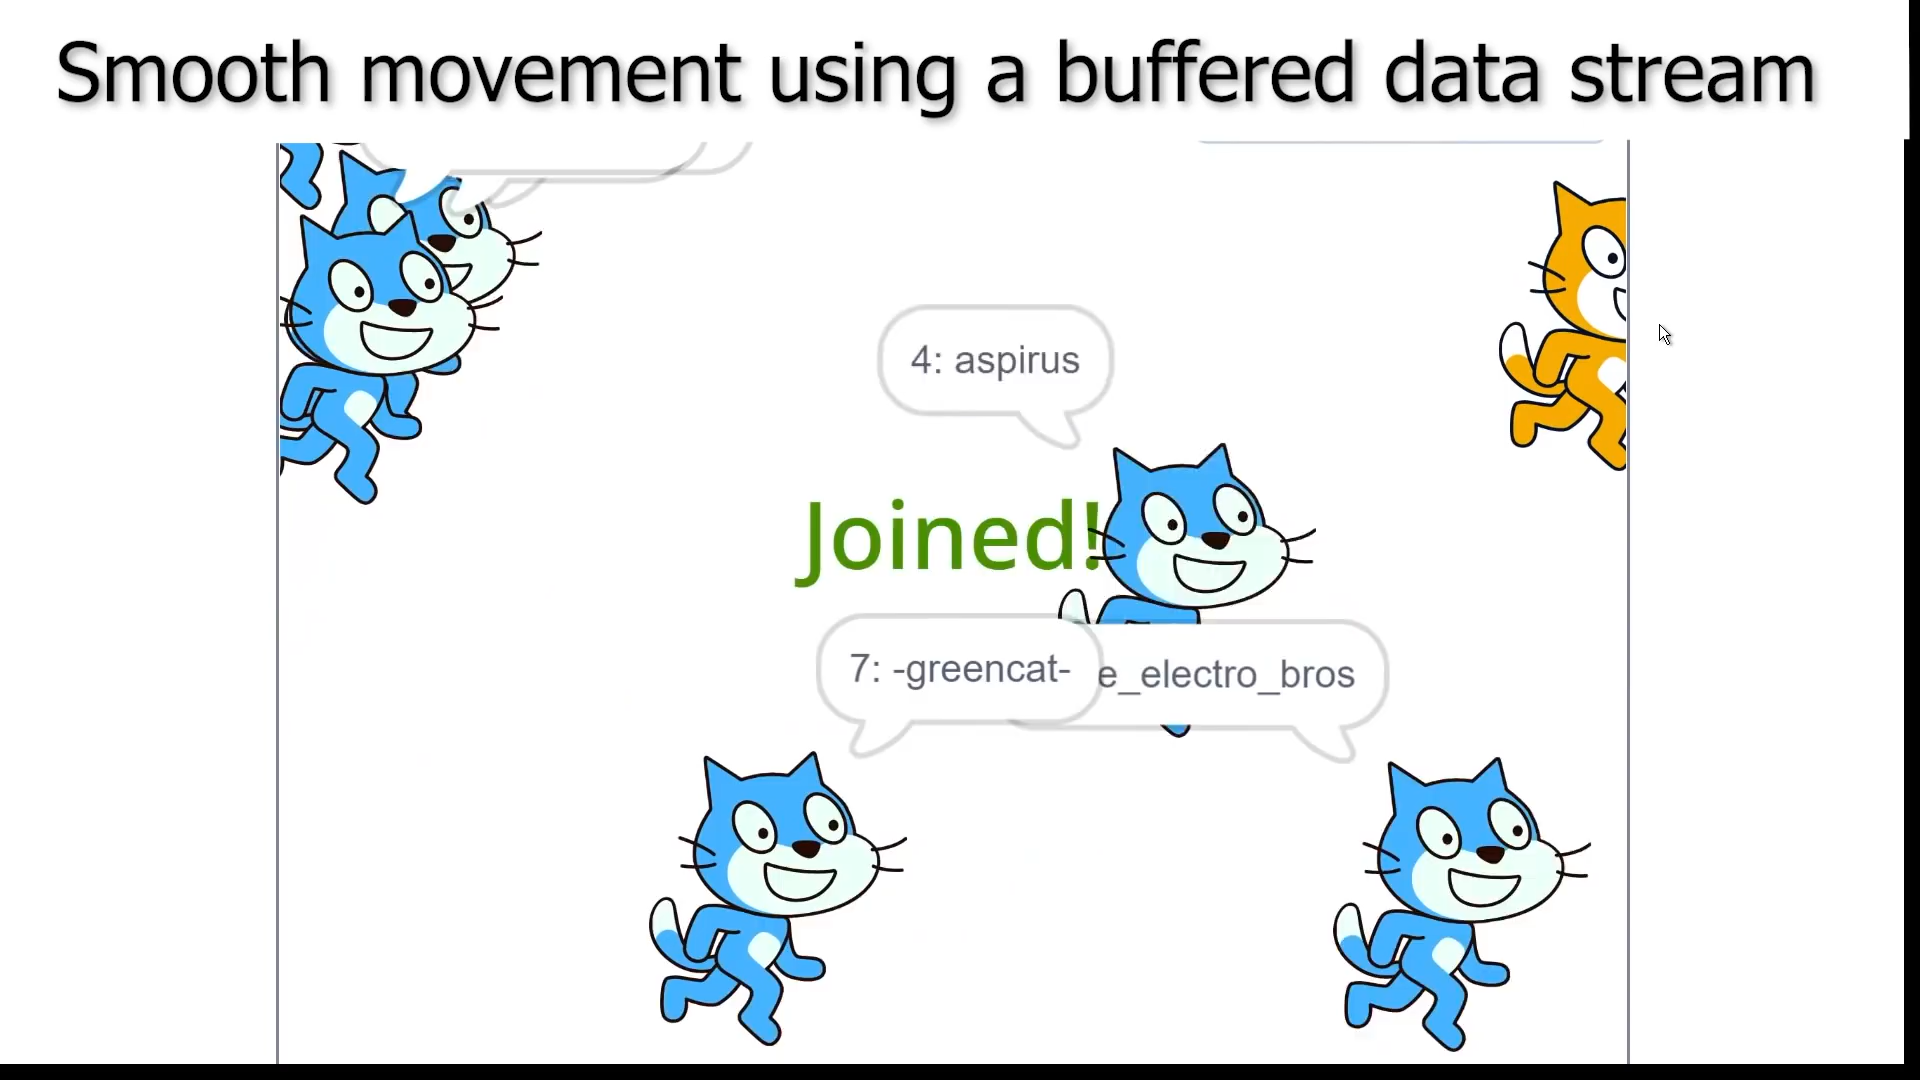 Smooth movement using a buffered data stream
4: aspirus
Joined!
7: -greencat-
e_electro_bros